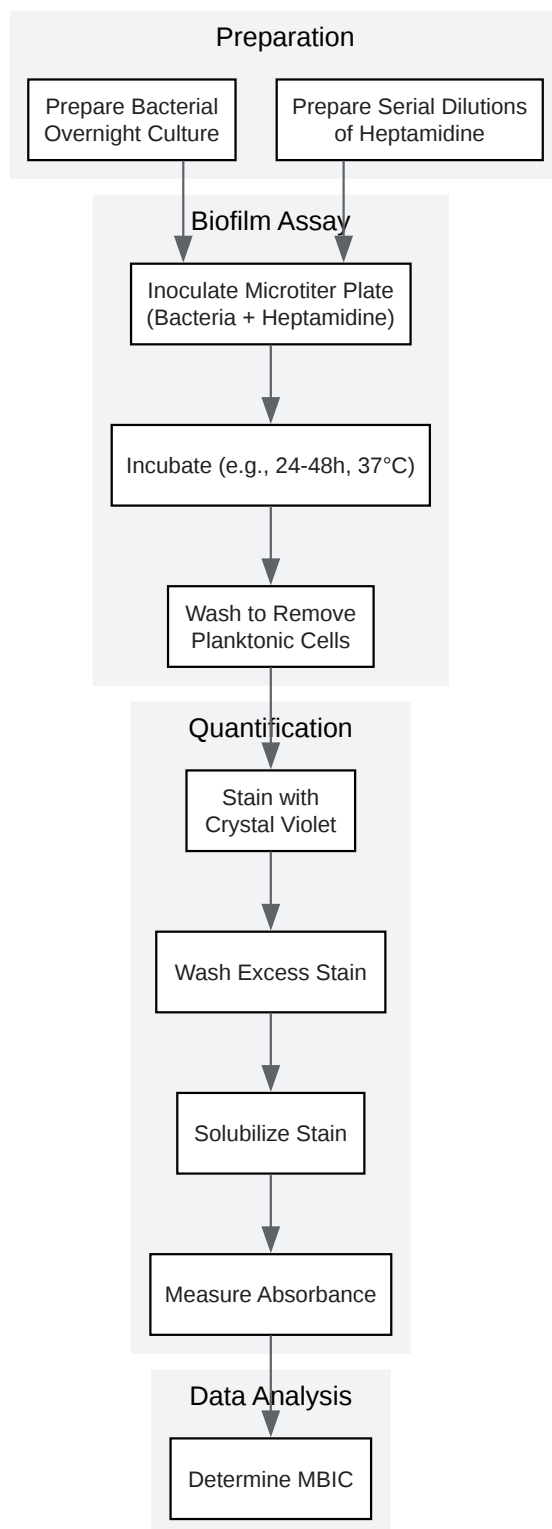 Preparation
Prepare Bacterial
Overnight Culture
Prepare Serial Dilutions
of Heptamidine
Biofilm Assay
Inoculate Microtiter Plate
(Bacteria + Heptamidine)
Incubate (e.g., 24-48h, 37°C)
Wash to Remove
Planktonic Cells
Quantification
Stain with
Crystal Violet
Wash Excess Stain
Solubilize Stain
Measure Absorbance
Data Analysis
Determine MBIC